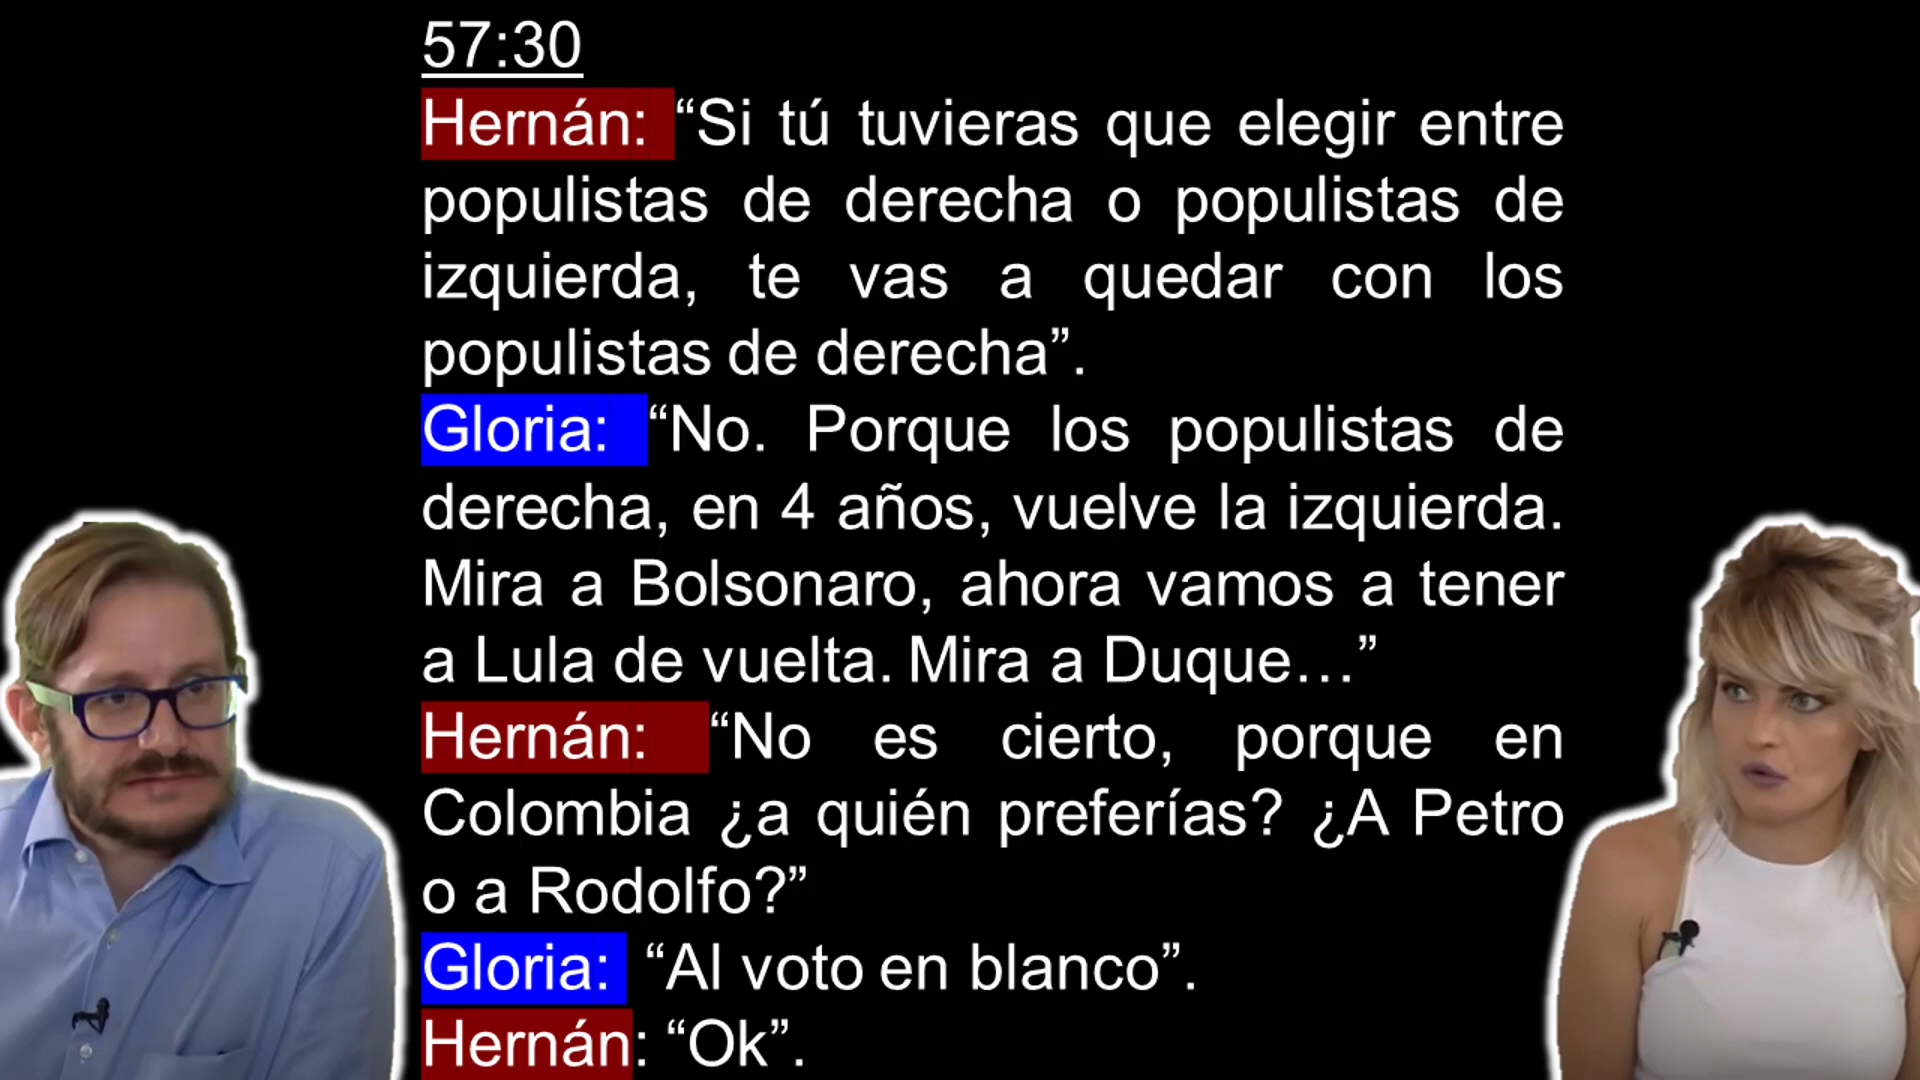 57:30
Hernán: “Si tú tuvieras que elegir entre
populistas de derecha o populistas de
izquierda, te vas a quedar con los
populistas de derecha”.
Gloria: “No. Porque los populistas de
derecha, en 4 años, vuelve la izquierda.
Mira a Bolsonaro, ahora vamos a tener
a Lula de vuelta. Mira a Duque…”
Hernán: “No es cierto, porque en
Colombia ¿a quién preferías? ¿A Petro
o a Rodolfo?”
Gloria: “Al voto en blanco”.
Hernán: “Ok”.